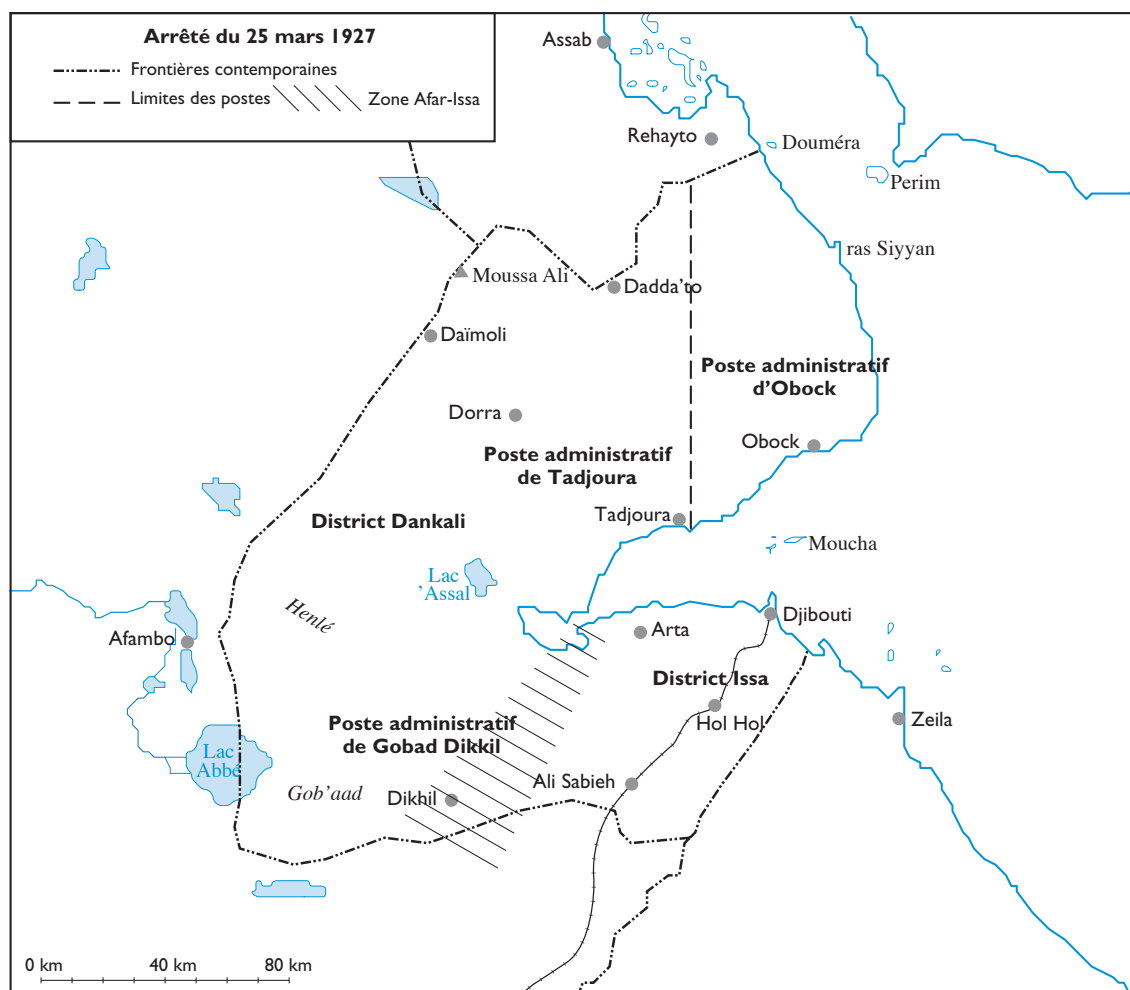 Arrêté du 25 mars 1927
Frontières contemporaines
Limites des postes
Zone Afar-Issa
Assab
Rehayto
Douméra
Perim
ras Siyyan
Moussa Ali
Dadda'to
Daïmoli
Poste administratif
d'Obock
Dorra
Obock
Poste administratif
de Tadjoura
District Dankali
Tadjoura
Moucha
Lac
'Assal
Henlé
Djibouti
Afambo
Arta
District Issa
Hol Hol
Zeila
Poste administratif
de Gobad Dikkil
Lac
Abbé
Ali Sabieh
Gob'aad
Dikhil
0 km
40 km
80 km